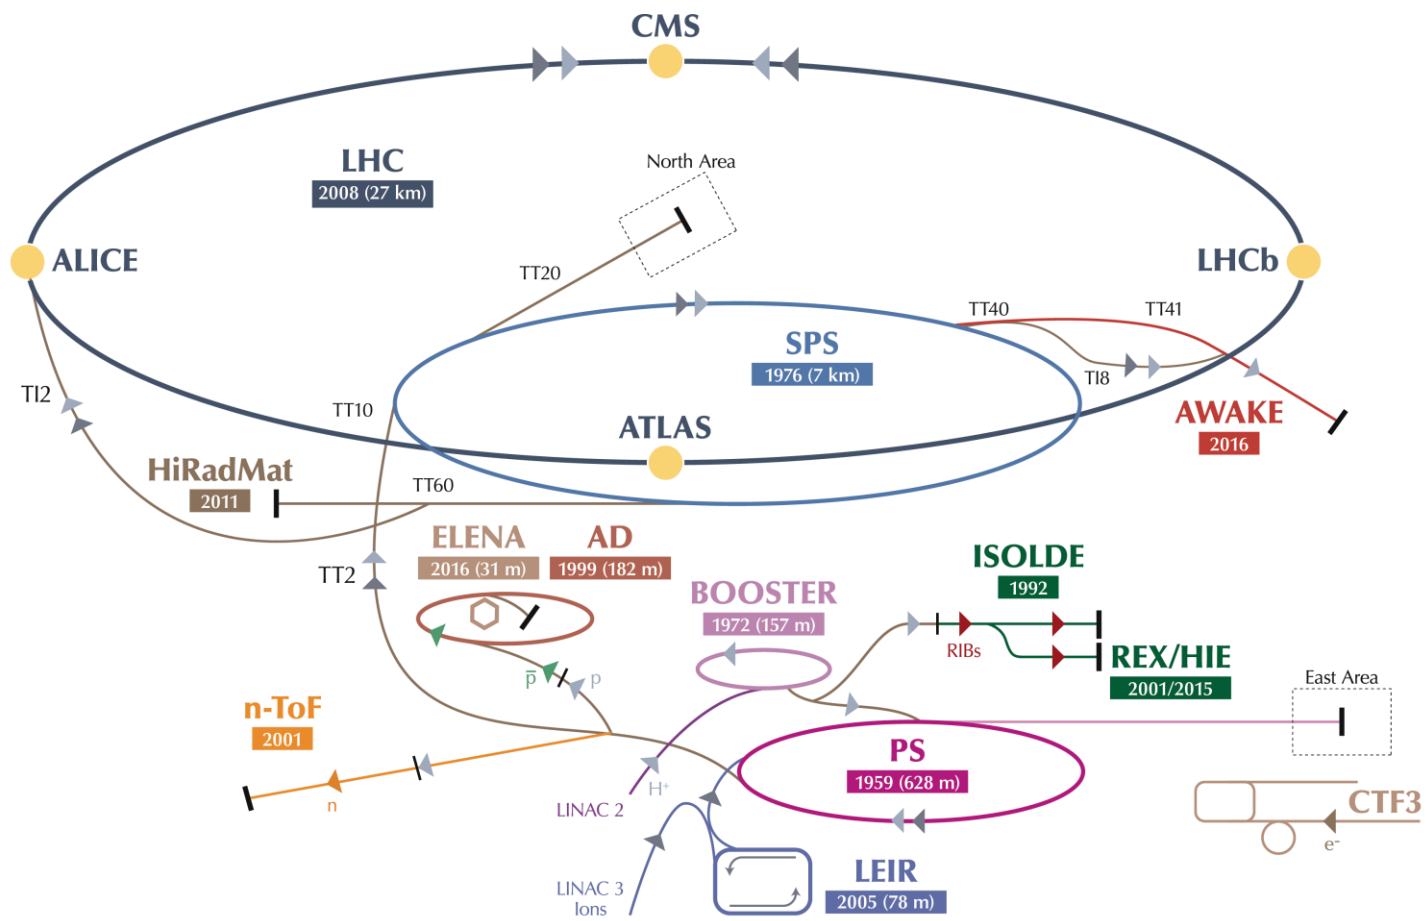 CMS
LHC
2008 (27 km)
North Area
ALICE
LHCb
TT20
TT40
TT41
SPS
1976 (7 km)
TI8
TI2
TT10
ATLAS
AWAKE
2016
HiRadMat
2011
TT60
ELENA
2016 (31 m)
AD
1999 (182 m)
TT2
ISOLDE
1992
BOOSTER
1972 (157 m)
RIBs
REX/HIE
2001/2015
p̅
p
East Area
n-ToF
2001
PS
1959 (628 m)
n
H⁺
LINAC 2
CTF3
e⁻
LEIR
2005 (78 m)
LINAC 3
Ions